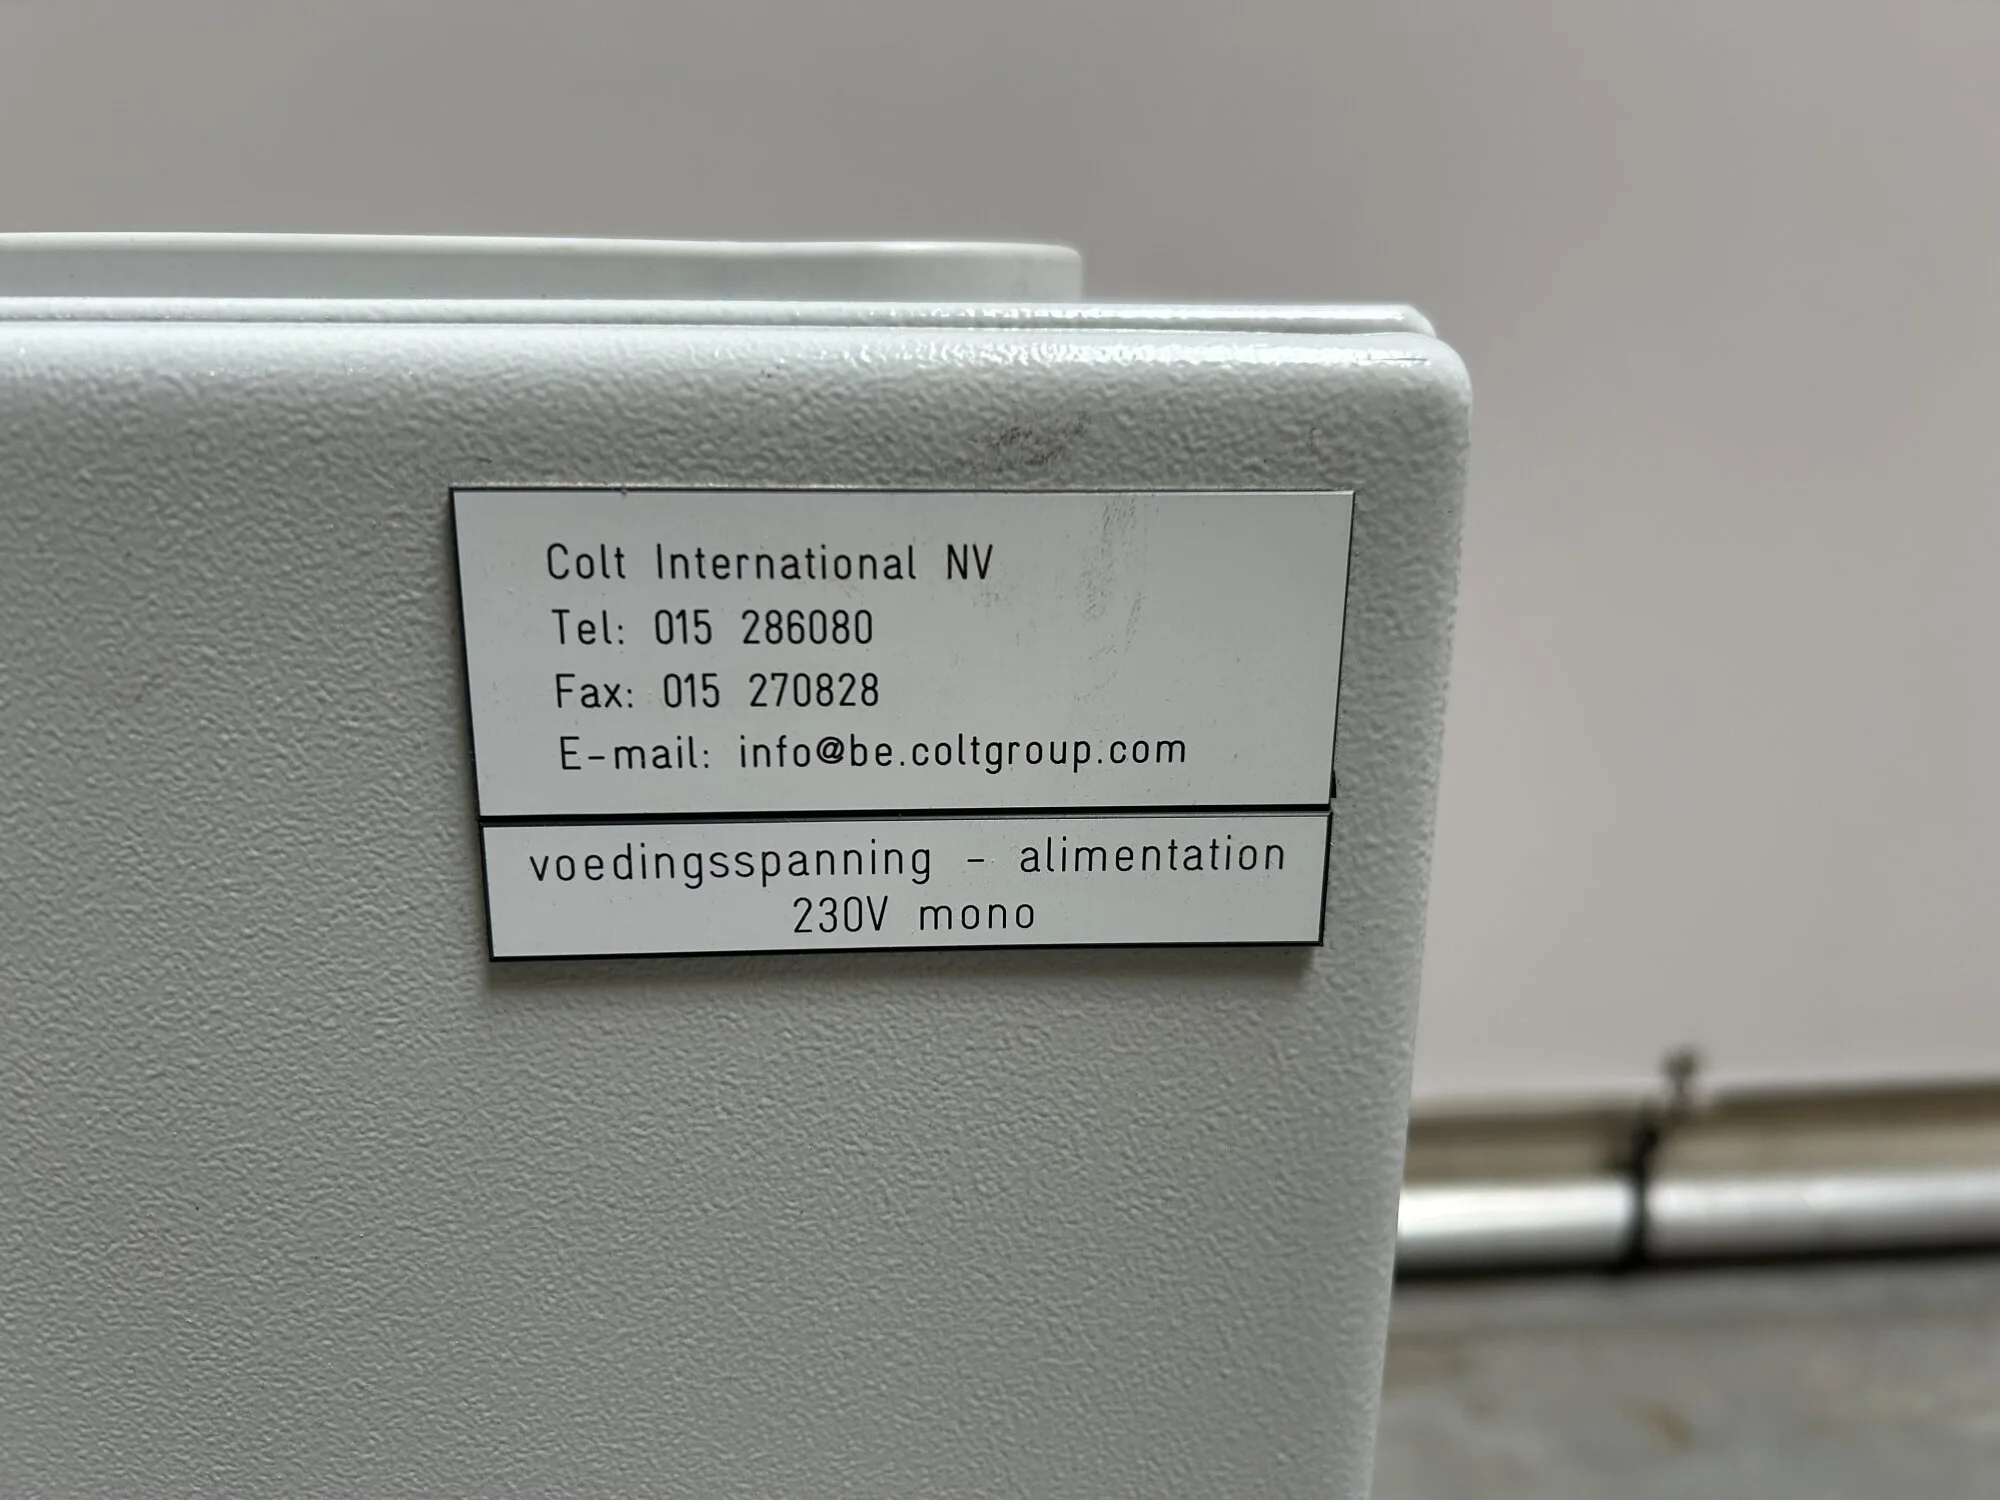 Colt International NV
Tel: 015 286080
Fax: 015 270828
E-mail: info@be.coltgroup.com
voedingsspanning - alimentation
230V mono